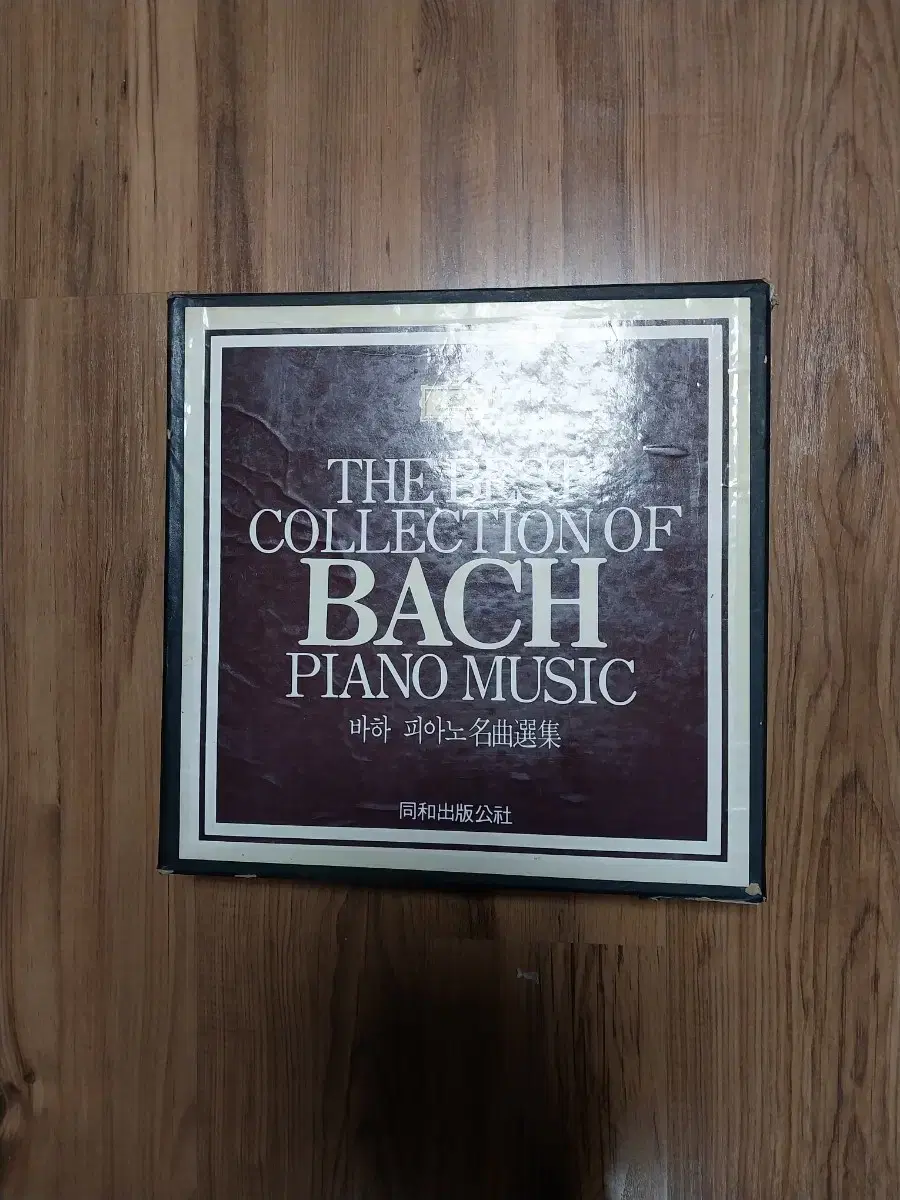 THE BEST
COLLECTION OF
BACH
PIANO MUSIC
바하 피아노 名曲選集
同和出版公社